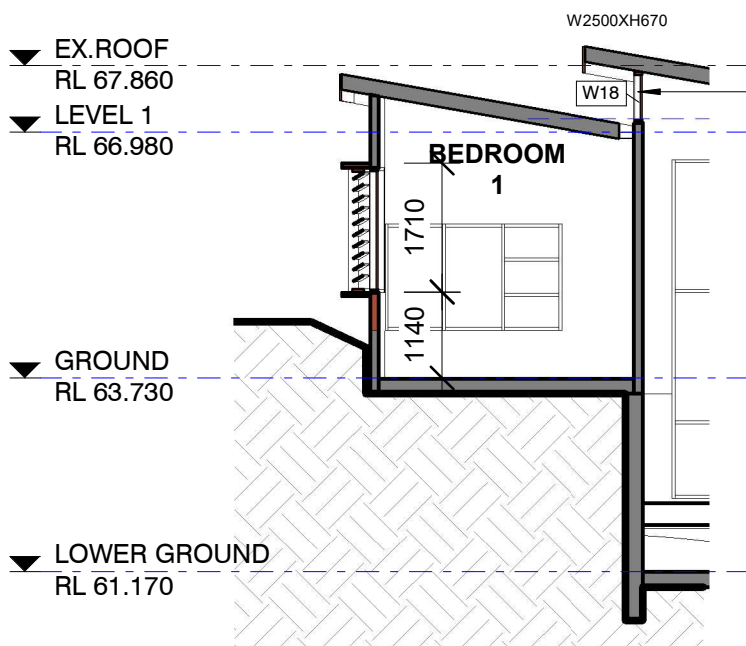 W2500XH670
EX.ROOF
RL 67.860
W18
LEVEL 1
RL 66.980
BEDROOM
1
1710
1140
GROUND
RL 63.730
LOWER GROUND
RL 61.170